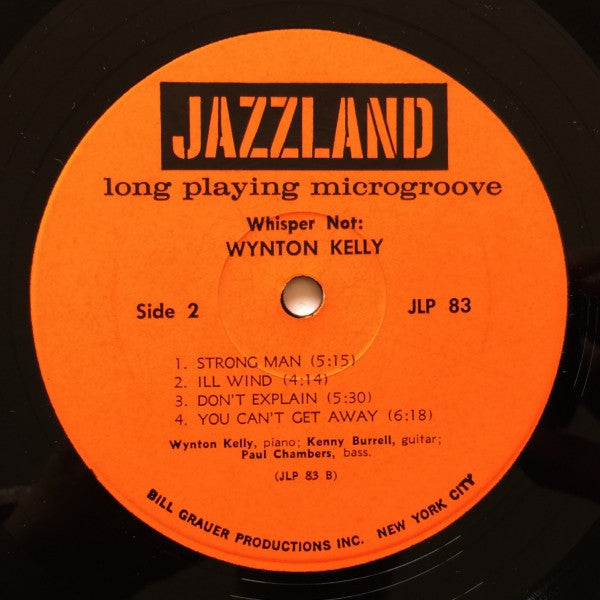 JAZZLAND
long playing microgroove
Whisper Not:
WYNTON KELLY
Side 2 JLP 83
1. STRONG MAN (5:15)
2. ILL WIND (4:14)
3. DON'T EXPLAIN (5:30)
4. YOU CAN'T GET AWAY (6:18)
Wynton Kelly, piano; Kenny Burrell, guitar;
Paul Chambers, bass.
(JLP 83 B)
BILL GRAUER PRODUCTIONS INC. NEW YORK CITY